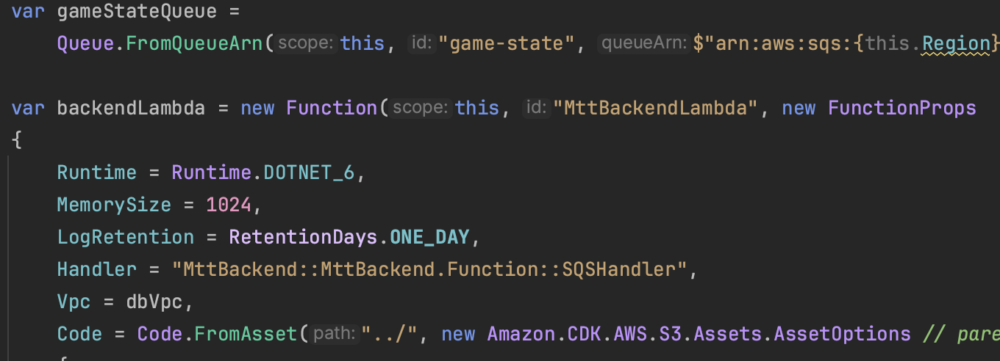 var gameStateQueue =
Queue.FromQueueArn(scope: this, id: "game-state", queueArn: $"arn:aws:sqs:{this.Region}
var backendLambda = new Function(scope: this, id: "MttBackendLambda", new FunctionProps
{
Runtime = Runtime.DOTNET_6,
MemorySize = 1024,
LogRetention = RetentionDays.ONE_DAY,
Handler = "MttBackend::MttBackend.Function::SQSHandler",
Vpc = dbVpc,
Code = Code.FromAsset(path: "../", new Amazon.CDK.AWS.S3.Assets.AssetOptions // pare
{